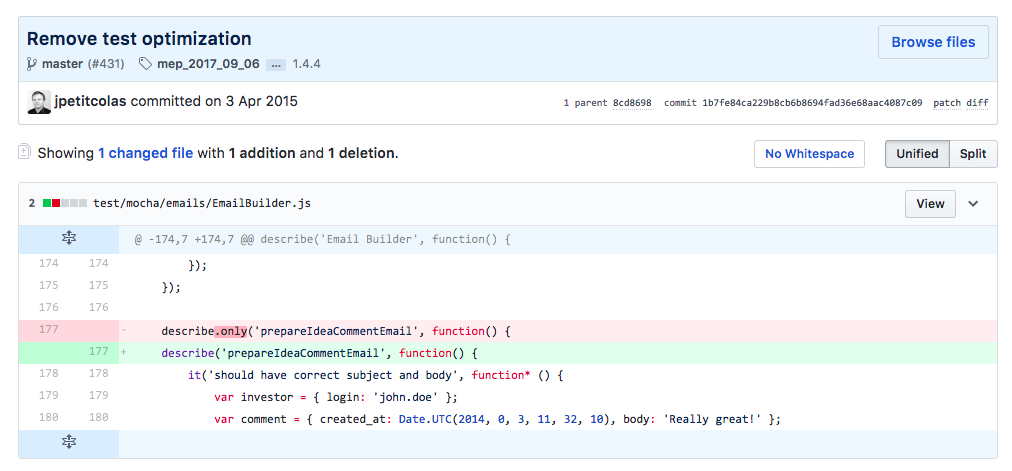 Remove test optimization
Browse files
master (#431) mep_2017_09_06 … 1.4.4
jpetitcolas committed on 3 Apr 2015
1 parent 8cd8698 commit 1b7fe84ca229b8cb6b8694fad36e68aac4087c09 patch diff
Showing 1 changed file with 1 addition and 1 deletion.
No Whitespace Unified Split
2 test/mocha/emails/EmailBuilder.js View
@ -174,7 +174,7 @@ describe('Email Builder', function() {
174 174 });
175 175 });
176 176
177 - describe.only('prepareIdeaCommentEmail', function() {
177 + describe('prepareIdeaCommentEmail', function() {
178 178 it('should have correct subject and body', function* () {
179 179 var investor = { login: 'john.doe' };
180 180 var comment = { created_at: Date.UTC(2014, 0, 3, 11, 32, 10), body: 'Really great!' };